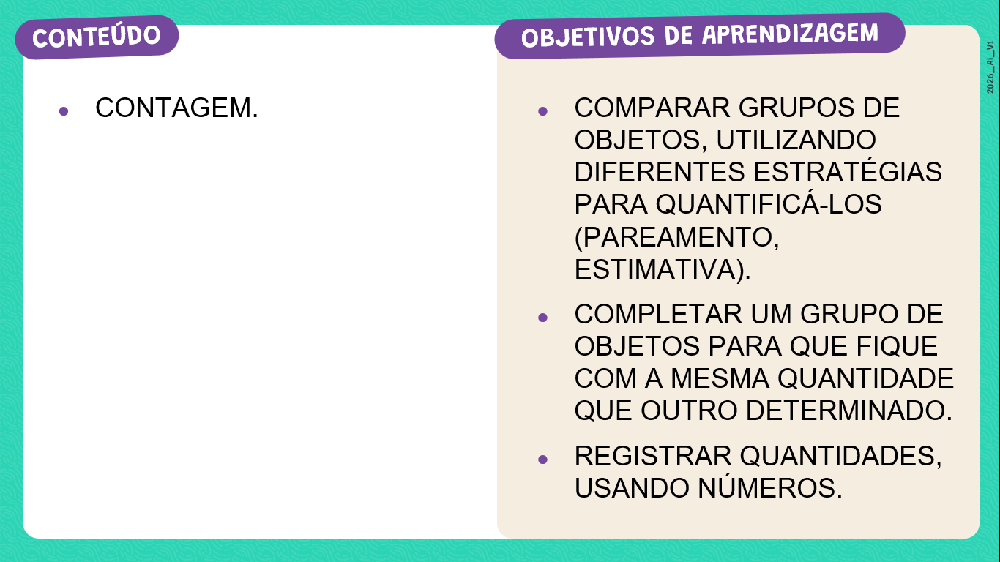 CONTEÚDO
• CONTAGEM.
OBJETIVOS DE APRENDIZAGEM
• COMPARAR GRUPOS DE
OBJETOS, UTILIZANDO
DIFERENTES ESTRATÉGIAS
PARA QUANTIFICÁ-LOS
(PAREAMENTO,
ESTIMATIVA).
• COMPLETAR UM GRUPO DE
OBJETOS PARA QUE FIQUE
COM A MESMA QUANTIDADE
QUE OUTRO DETERMINADO.
• REGISTRAR QUANTIDADES,
USANDO NÚMEROS.
2026_AI_V1